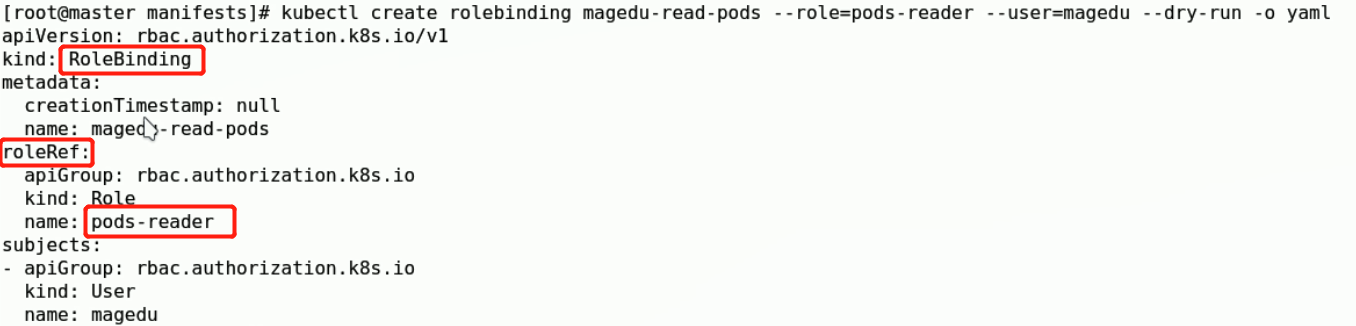 [root@master manifests]# kubectl create rolebinding magedu-read-pods --role=pods-reader --user=magedu --dry-run -o yaml
apiVersion: rbac.authorization.k8s.io/v1
kind: RoleBinding
metadata:
  creationTimestamp: null
  name: magedu-read-pods
roleRef:
  apiGroup: rbac.authorization.k8s.io
  kind: Role
  name: pods-reader
subjects:
- apiGroup: rbac.authorization.k8s.io
  kind: User
  name: magedu